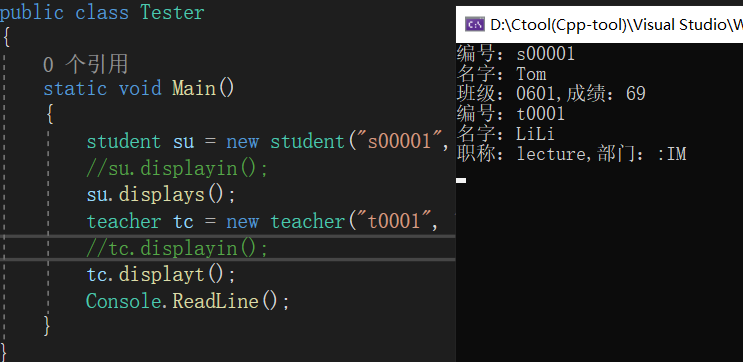 public class Tester
{
0 个引用
static void Main()
{
student su = new student("s00001",
//su.displayin();
su.displays();
teacher tc = new teacher("t0001",
//tc.displayin();
tc.displayt();
Console.ReadLine();
}
}
D:\Ctool(Cpp-tool)\Visual Studio\W
编号：s00001
名字：Tom
班级：0601,成绩：69
编号：t0001
名字：LiLi
职称：lecture,部门：:IM